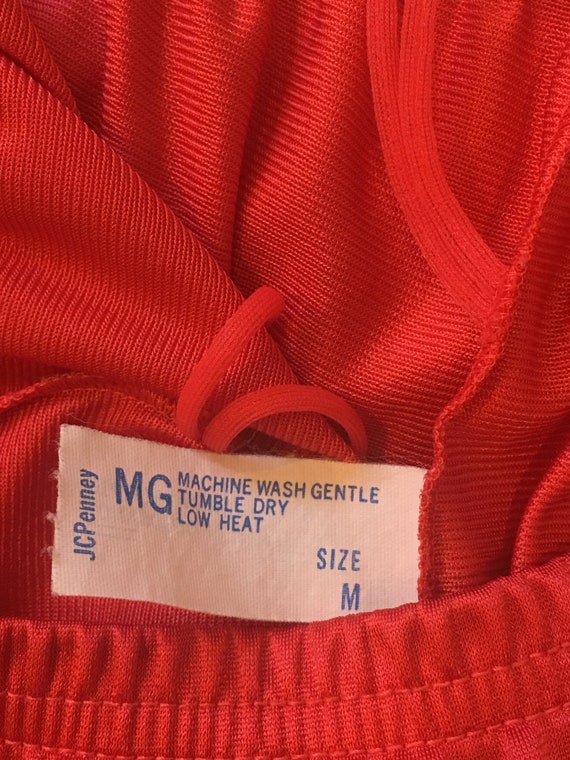 JCPenney
MG MACHINE WASH GENTLE
TUMBLE DRY
LOW HEAT
SIZE
M